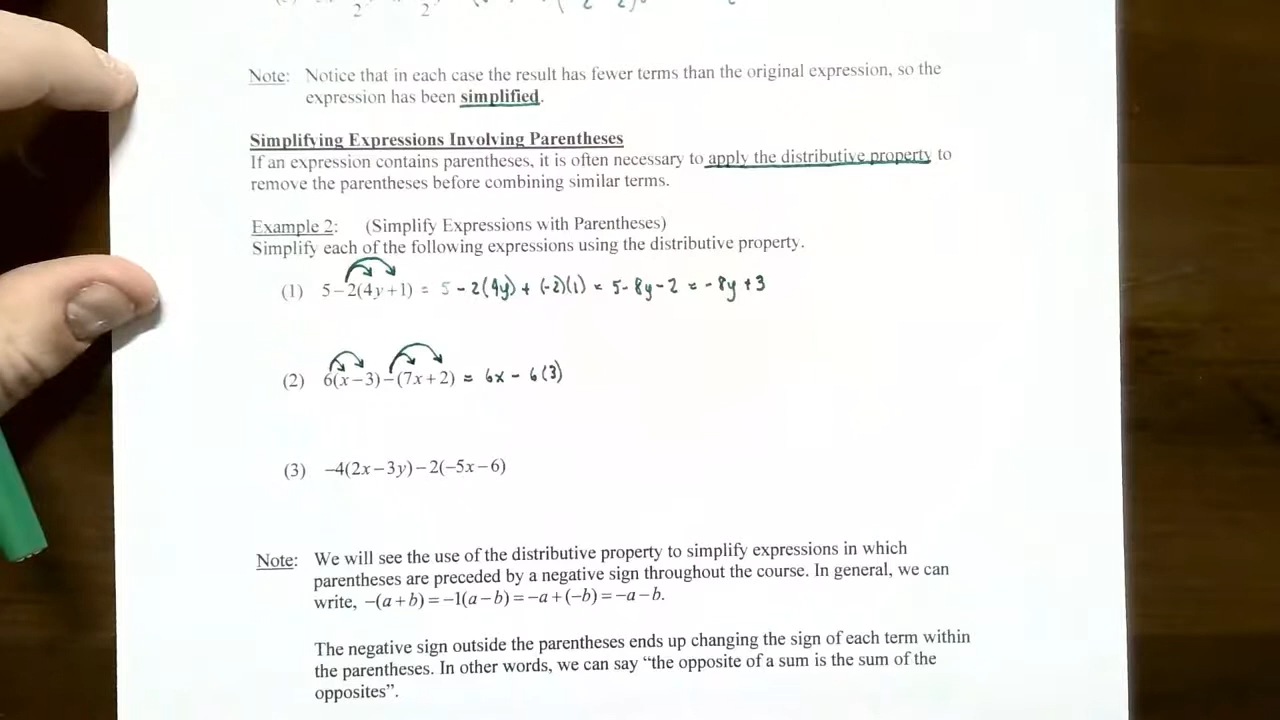 Note: Notice that in each case the result has fewer terms than the original expression, so the
expression has been simplified.
Simplifying Expressions Involving Parentheses
If an expression contains parentheses, it is often necessary to apply the distributive property to
remove the parentheses before combining similar terms.
Example 2: (Simplify Expressions with Parentheses)
Simplify each of the following expressions using the distributive property.
(1) 5−2(4y+1) = 5 - 2(4y) + (-2)(1) = 5-8y-2 = -8y+3
(2) 6(x−3)−(7x+2) = 6x - 6(3)
(3) −4(2x−3y)−2(−5x−6)
Note: We will see the use of the distributive property to simplify expressions in which
parentheses are preceded by a negative sign throughout the course. In general, we can
write, −(a+b)=−1(a−b)=−a+(−b)=−a−b.
The negative sign outside the parentheses ends up changing the sign of each term within
the parentheses. In other words, we can say “the opposite of a sum is the sum of the
opposites”.